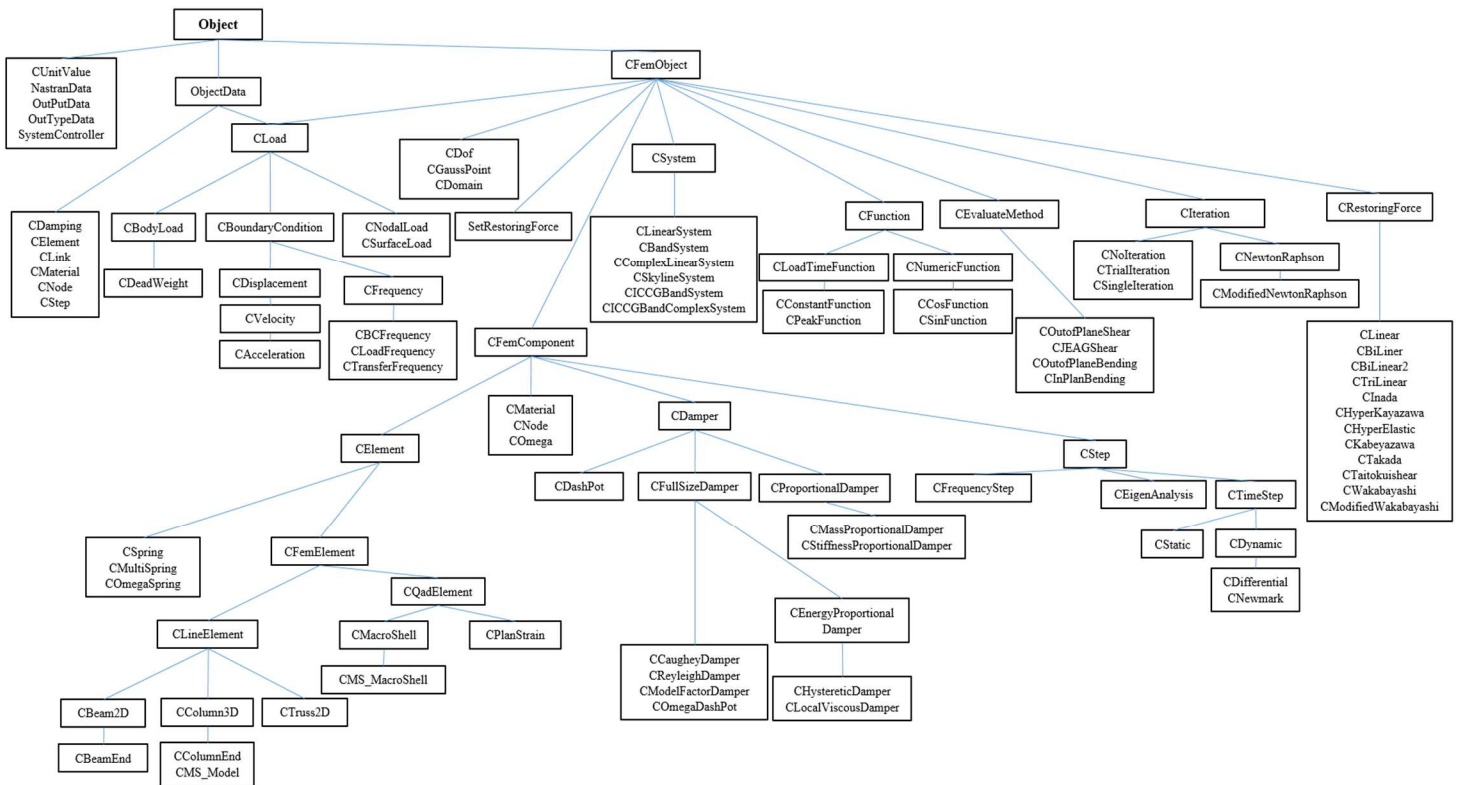 Object
CUnitValue
NastranData
OutPutData
OutTypeData
SystemController
ObjectData
CFemObject
CLoad
CDof
CGaussPoint
CDomain
CSystem
CDamping
CElement
CLink
CMaterial
CNode
CStep
CBodyLoad
CBoundaryCondition
CNodalLoad
CSurfaceLoad
SetRestoringForce
CLinearSystem
CBandSystem
CComplexLinearSystem
CSkylineSystem
CICCGBandSystem
CICCGBandComplexSystem
CFunction
CEvaluateMethod
CIteration
CRestoringForce
CDeadWeight
CDisplacement
CFrequency
CVelocity
CAcceleration
CBCFrequency
CLoadFrequency
CTransferFrequency
CLoadTimeFunction
CNumericFunction
CConstantFunction
CPeakFunction
CCosFunction
CSinFunction
CNoIteration
CTrialIteration
CSingleIteration
CNewtonRaphson
CModifiedNewtonRaphson
COutofPlaneShear
CJEAGShear
COutofPlaneBending
CInPlanBending
CLinear
CBiLiner
CBiLinear2
CTriLinear
CInada
CHyperKayazawa
CHyperElastic
CKabeyazawa
CTakada
CTaitokuishear
CWakabayashi
CModifiedWakabayashi
CFemComponent
CElement
CMaterial
CNode
COmega
CDamper
CStep
CDashPot
CFullSizeDamper
CProportionalDamper
CFrequencyStep
CEigenAnalysis
CTimeStep
CMassProportionalDamper
CStiffnessProportionalDamper
CStatic
CDynamic
CDifferential
CNewmark
CSpring
CMultiSpring
COmegaSpring
CFemElement
CQadElement
CLineElement
CMacroShell
CPlanStrain
CMS_MacroShell
CEnergyProportional
Damper
CCaugheyDamper
CReyleighDamper
CModelFactorDamper
COmegaDashPot
CHystereticDamper
CLocalViscousDamper
CBeam2D
CColumn3D
CTruss2D
CBeamEnd
CColumnEnd
CMS_Model